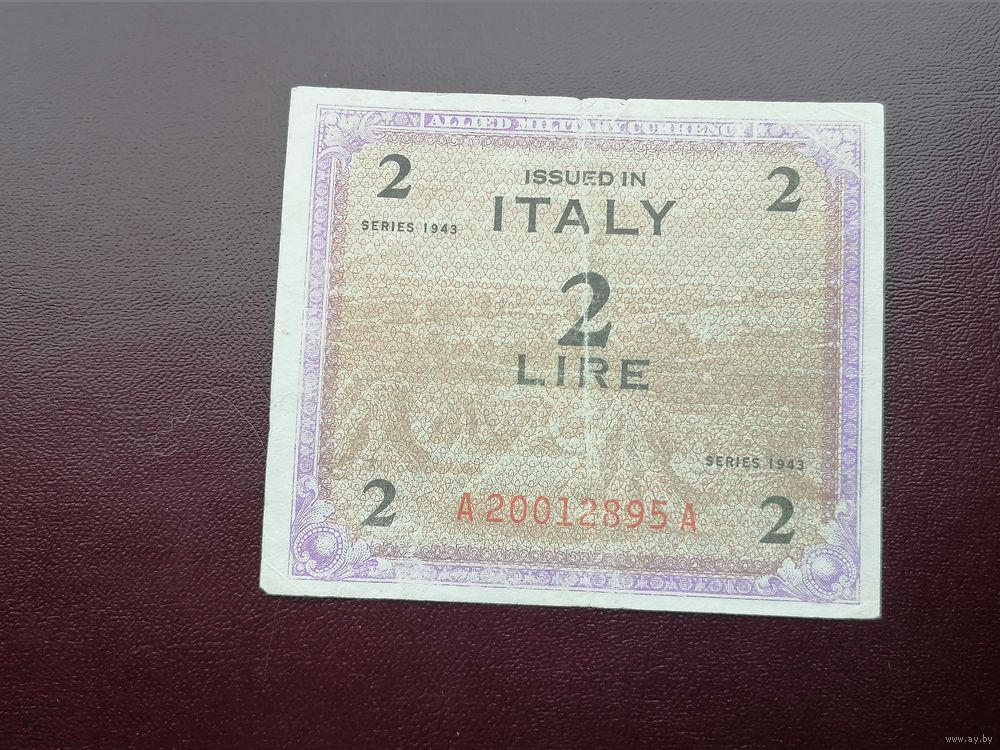 ALLIED MILITARY CURRENCY
2
ISSUED IN
2
SERIES 1943
ITALY
2
LIRE
SERIES 1943
2
A 20012895 A
2
www.ay.by